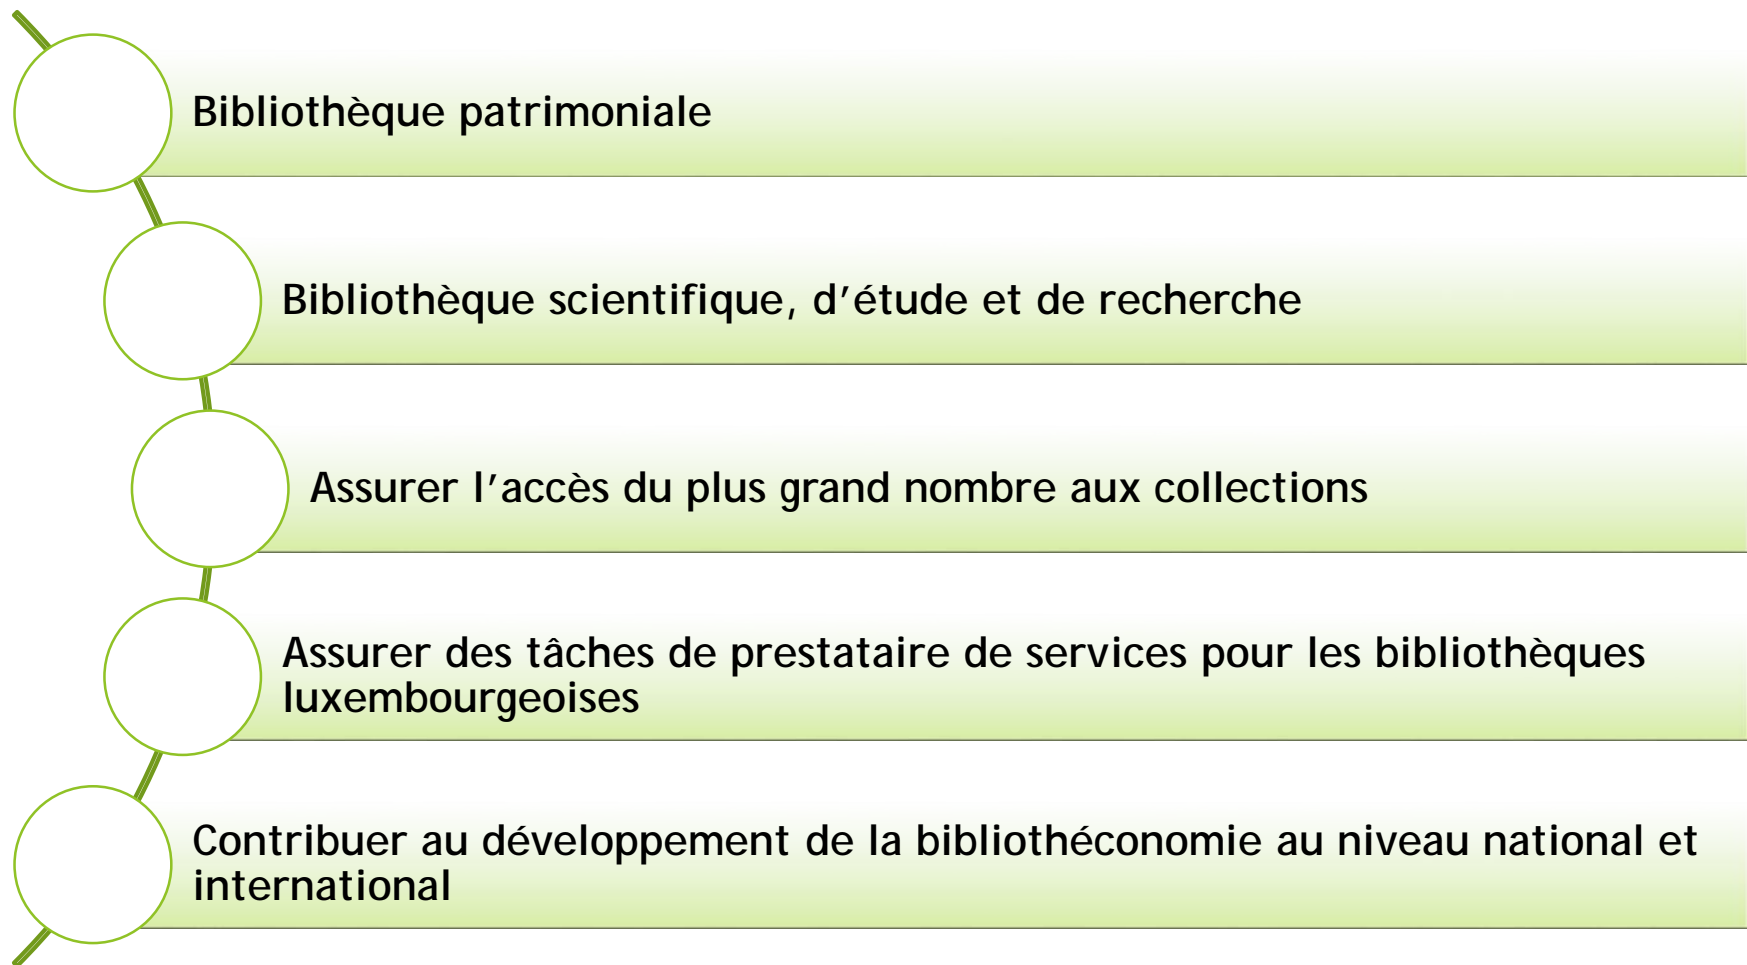 Bibliothèque patrimoniale
Bibliothèque scientifique, d’étude et de recherche
Assurer l’accès du plus grand nombre aux collections
Assurer des tâches de prestataire de services pour les bibliothèques
luxembourgeoises
Contribuer au développement de la bibliothéconomie au niveau national et
international